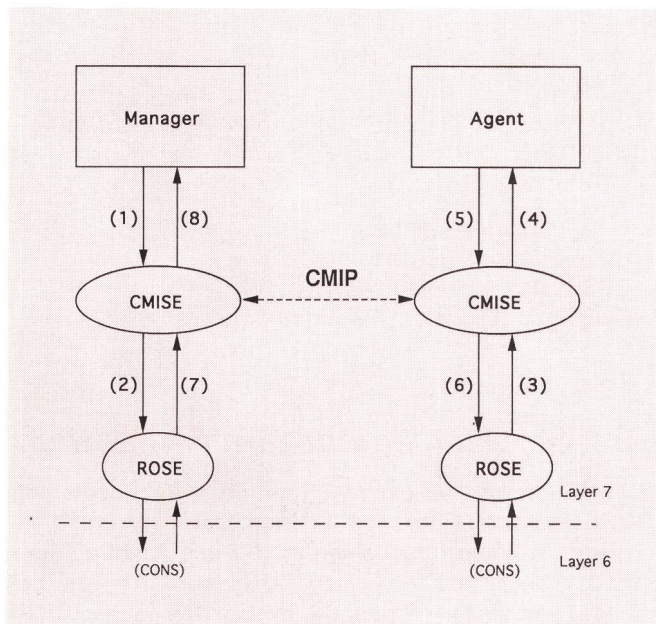 Manager
Agent
(1)
(8)
(5)
(4)
CMIP
CMISE
CMISE
(2)
(7)
(6)
(3)
ROSE
ROSE
Layer 7
Layer 6
(CONS)
(CONS)